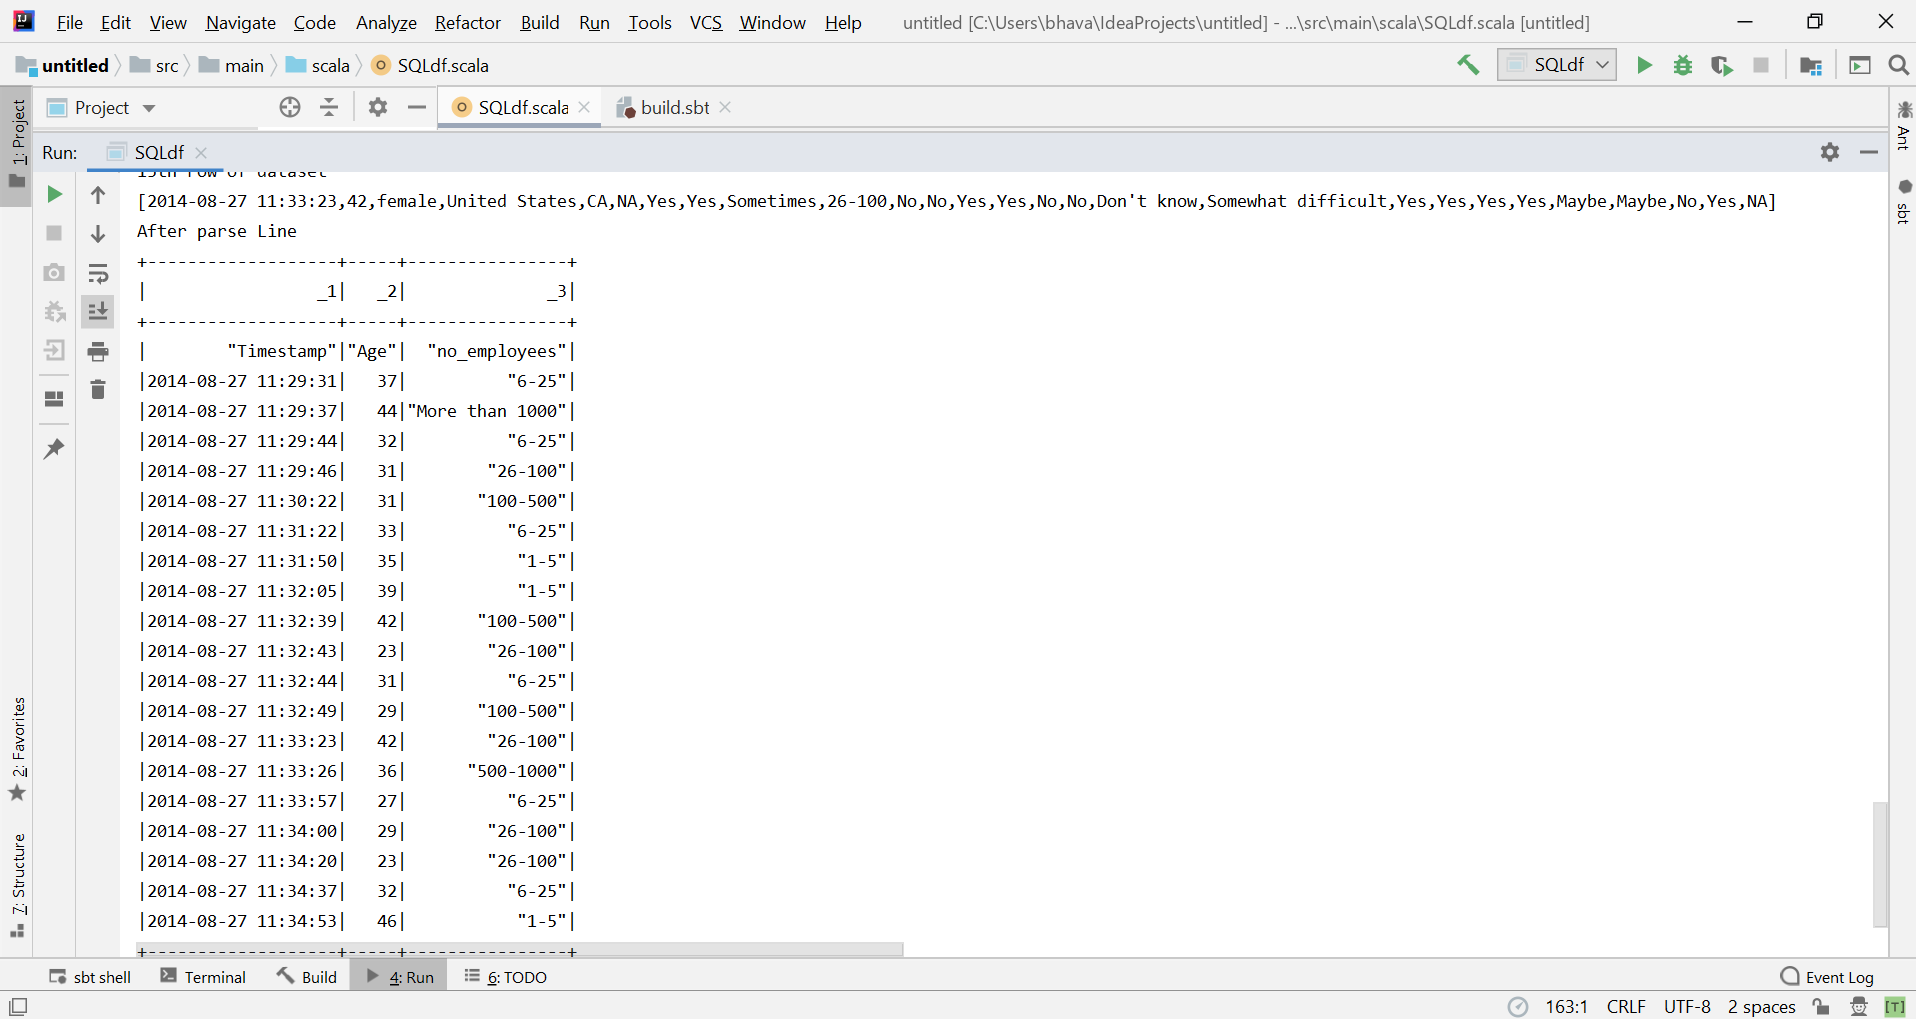 File Edit View Navigate Code Analyze Refactor Build Run Tools VCS Window Help untitled [C:\Users\bhava\IdeaProjects\untitled] - ...\src\main\scala\SQLdf.scala [untitled]
untitled src main scala SQLdf.scala SQLdf
Project SQLdf.scala build.sbt
Run: SQLdf
15th row of dataset
[2014-08-27 11:33:23,42,female,United States,CA,NA,Yes,Yes,Sometimes,26-100,No,No,Yes,Yes,No,No,Don't know,Somewhat difficult,Yes,Yes,Yes,Yes,Maybe,Maybe,No,Yes,NA]
After parse Line
+-------------------+-----+----------------+
|                 _1|   _2|              _3|
+-------------------+-----+----------------+
|        "Timestamp"|"Age"|  "no_employees"|
|2014-08-27 11:29:31|   37|          "6-25"|
|2014-08-27 11:29:37|   44|"More than 1000"|
|2014-08-27 11:29:44|   32|          "6-25"|
|2014-08-27 11:29:46|   31|        "26-100"|
|2014-08-27 11:30:22|   31|       "100-500"|
|2014-08-27 11:31:22|   33|          "6-25"|
|2014-08-27 11:31:50|   35|           "1-5"|
|2014-08-27 11:32:05|   39|           "1-5"|
|2014-08-27 11:32:39|   42|       "100-500"|
|2014-08-27 11:32:43|   23|        "26-100"|
|2014-08-27 11:32:44|   31|          "6-25"|
|2014-08-27 11:32:49|   29|       "100-500"|
|2014-08-27 11:33:23|   42|        "26-100"|
|2014-08-27 11:33:26|   36|      "500-1000"|
|2014-08-27 11:33:57|   27|          "6-25"|
|2014-08-27 11:34:00|   29|        "26-100"|
|2014-08-27 11:34:20|   23|        "26-100"|
|2014-08-27 11:34:37|   32|          "6-25"|
|2014-08-27 11:34:53|   46|           "1-5"|
+-------------------+-----+----------------+
1: Project
2: Favorites
7: Structure
Ant
sbt
sbt shell Terminal Build 4: Run 6: TODO Event Log
163:1 CRLF UTF-8 2 spaces [T]